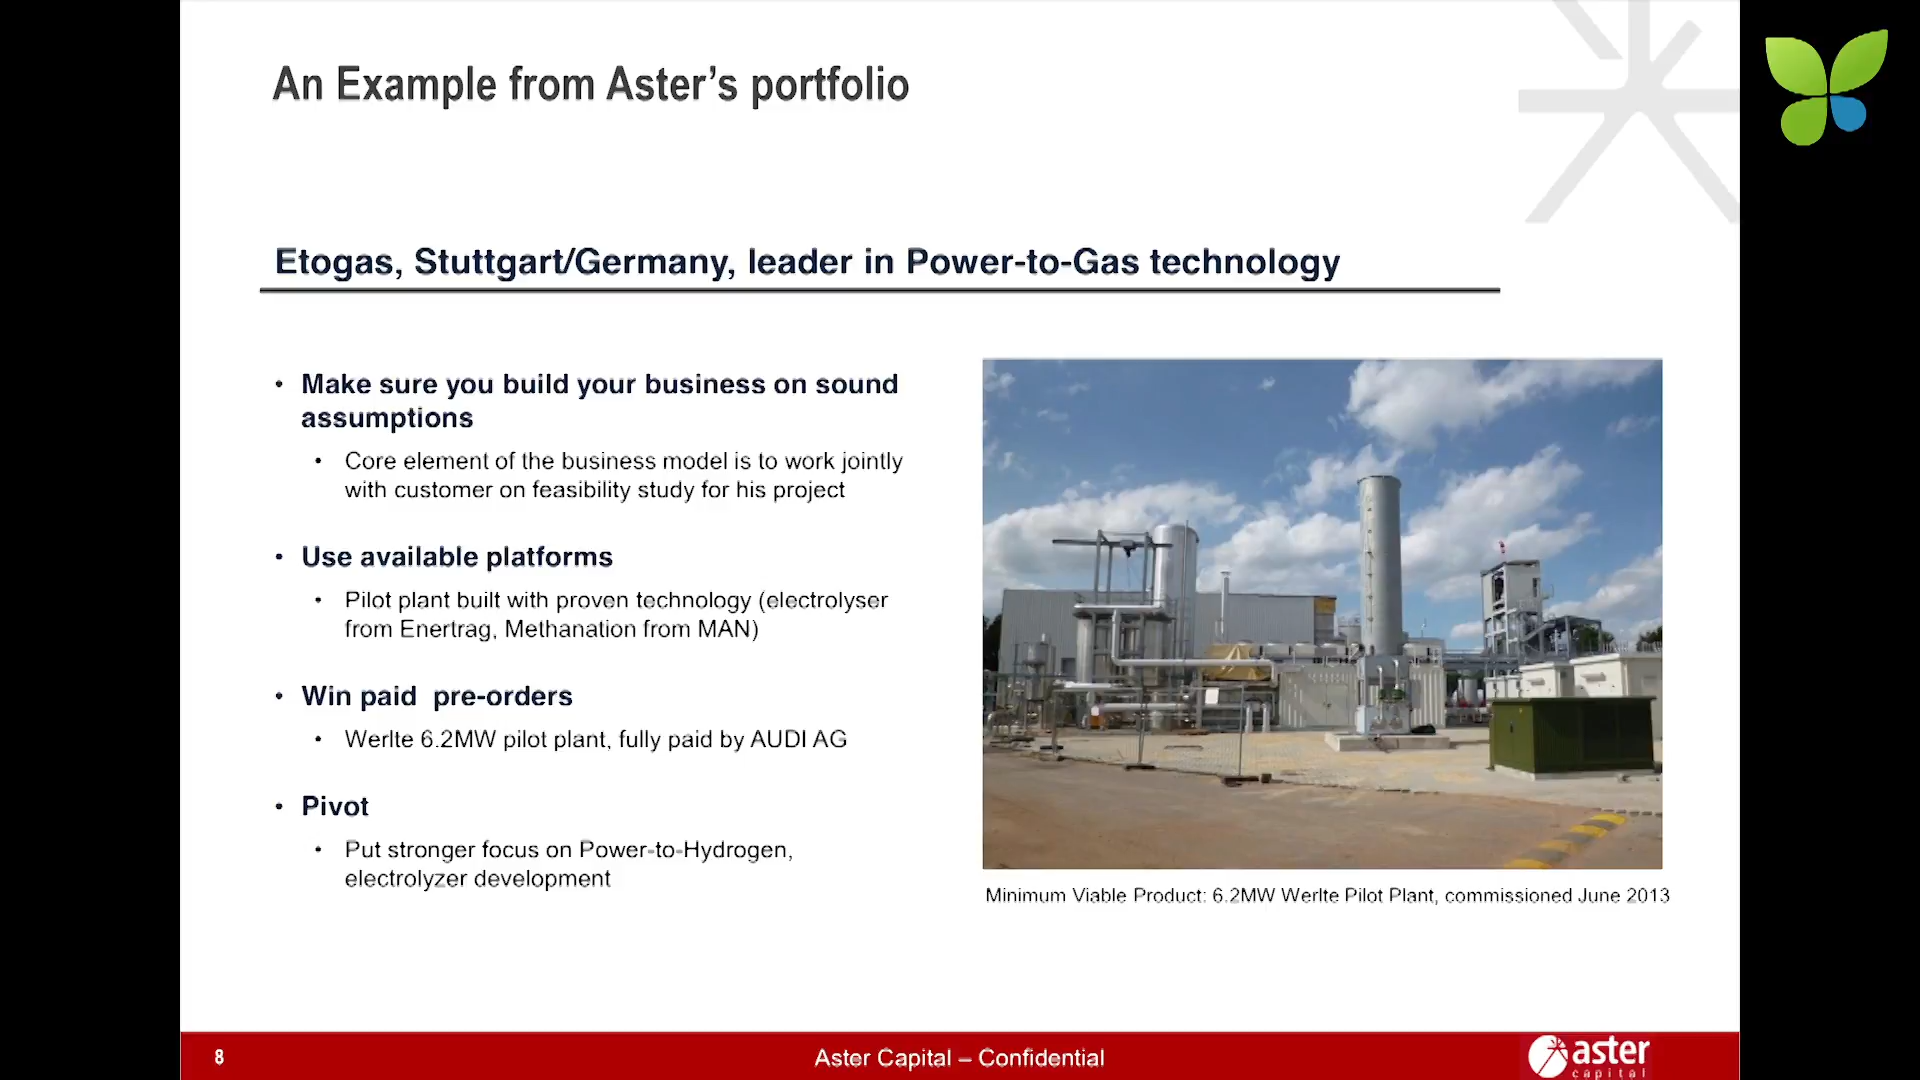 An Example from Aster's portfolio
Etogas, Stuttgart/Germany, leader in Power-to-Gas technology
• Make sure you build your business on sound
assumptions
• Core element of the business model is to work jointly
with customer on feasibility study for his project
• Use available platforms
• Pilot plant built with proven technology (electrolyser
from Enertrag, Methanation from MAN)
• Win paid  pre-orders
• Werlte 6.2MW pilot plant, fully paid by AUDI AG
• Pivot
• Put stronger focus on Power-to-Hydrogen,
electrolyzer development
Minimum Viable Product: 6.2MW Werlte Pilot Plant, commissioned June 2013
8
Aster Capital – Confidential
aster
capital